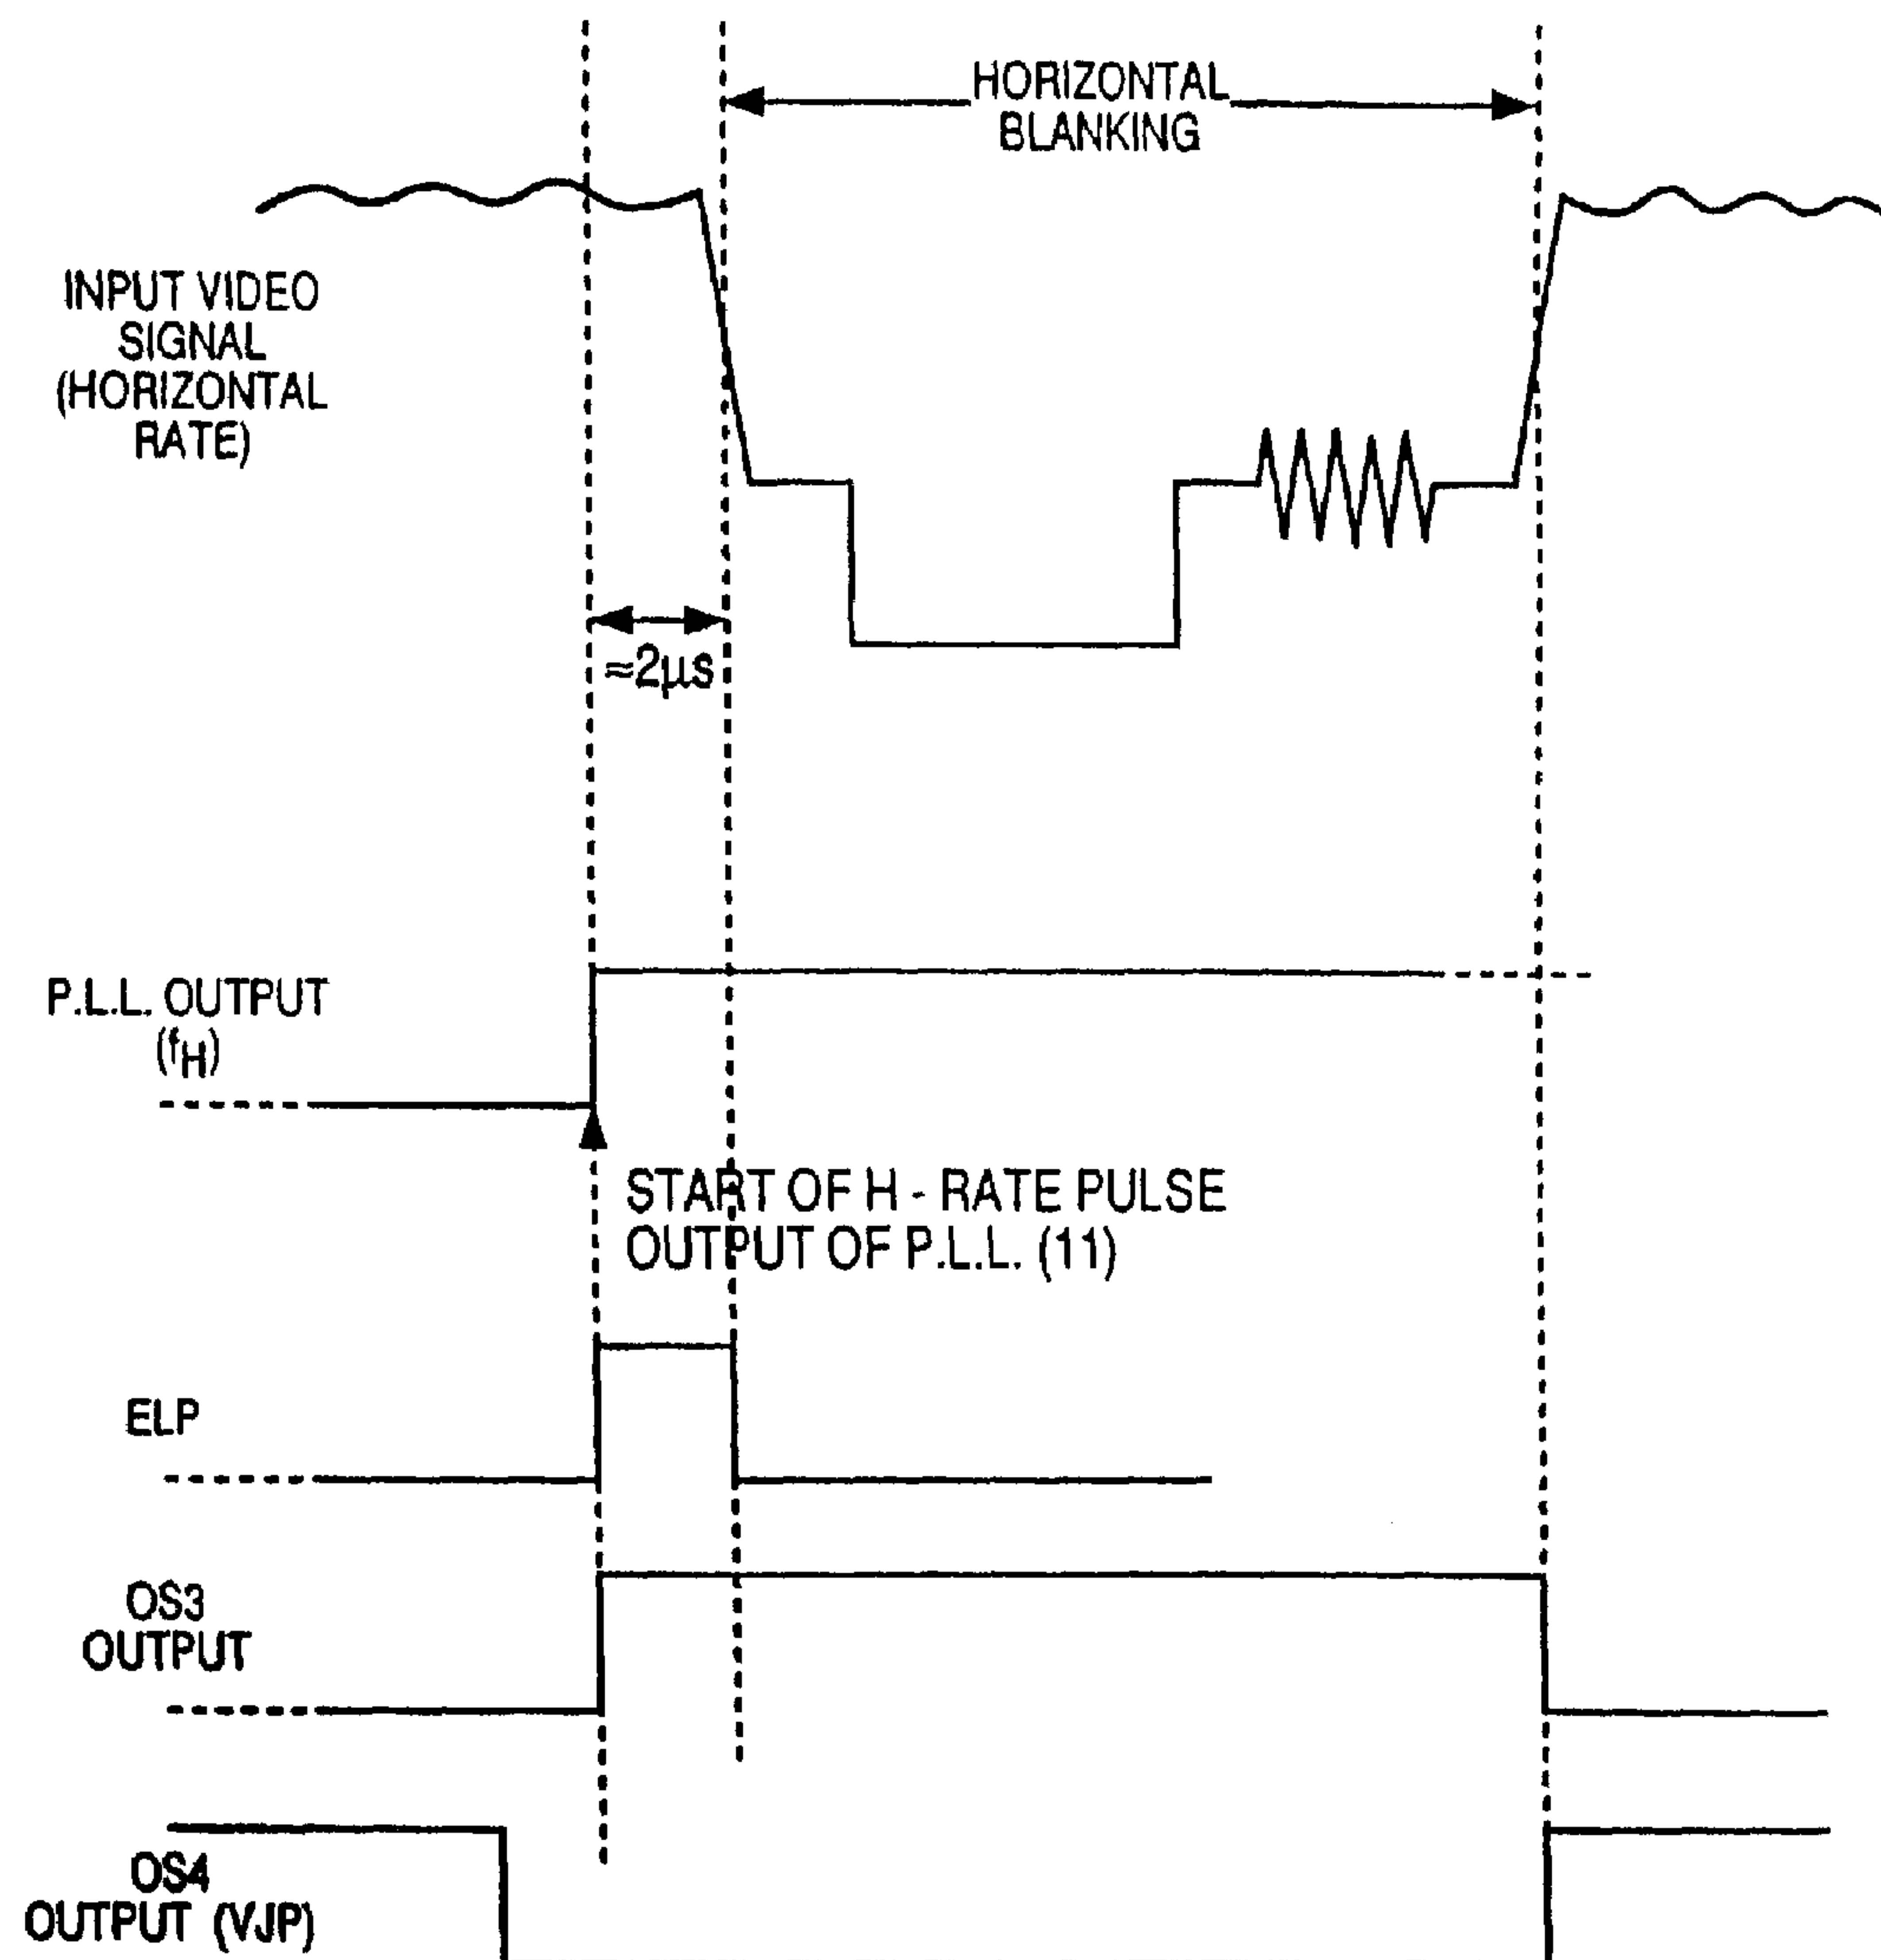 HORIZONTAL
BLANKING
INPUT VIDEO
SIGNAL
(HORIZONTAL
RATE)
≈2μs
P.L.L. OUTPUT
(fH)
START OF H - RATE PULSE
OUTPUT OF P.L.L. (11)
ELP
OS3
OUTPUT
OS4
OUTPUT (VJP)